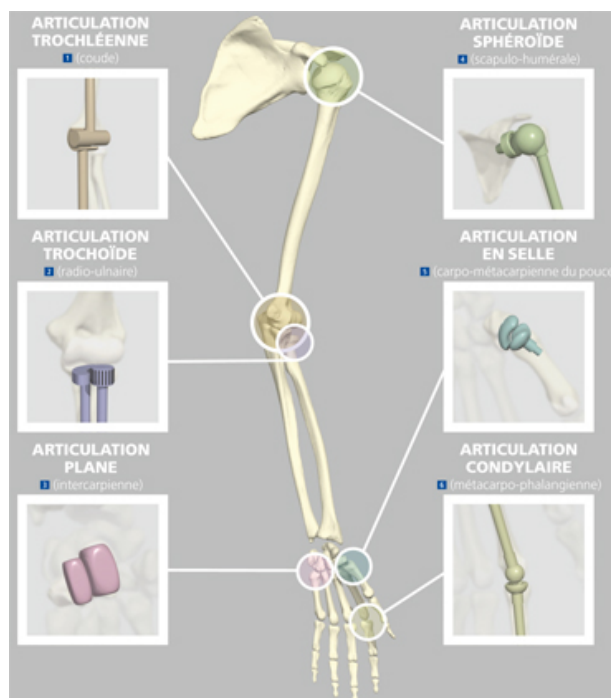 ARTICULATION
TROCHLÉENNE
1 (coude)
ARTICULATION
TROCHOÏDE
2 (radio-ulnaire)
ARTICULATION
PLANE
3 (intercarpienne)
ARTICULATION
SPHÉROÏDE
4 (scapulo-humérale)
ARTICULATION
EN SELLE
5 (carpo-métacarpienne du pouce)
ARTICULATION
CONDYLAIRE
6 (métacarpo-phalangienne)